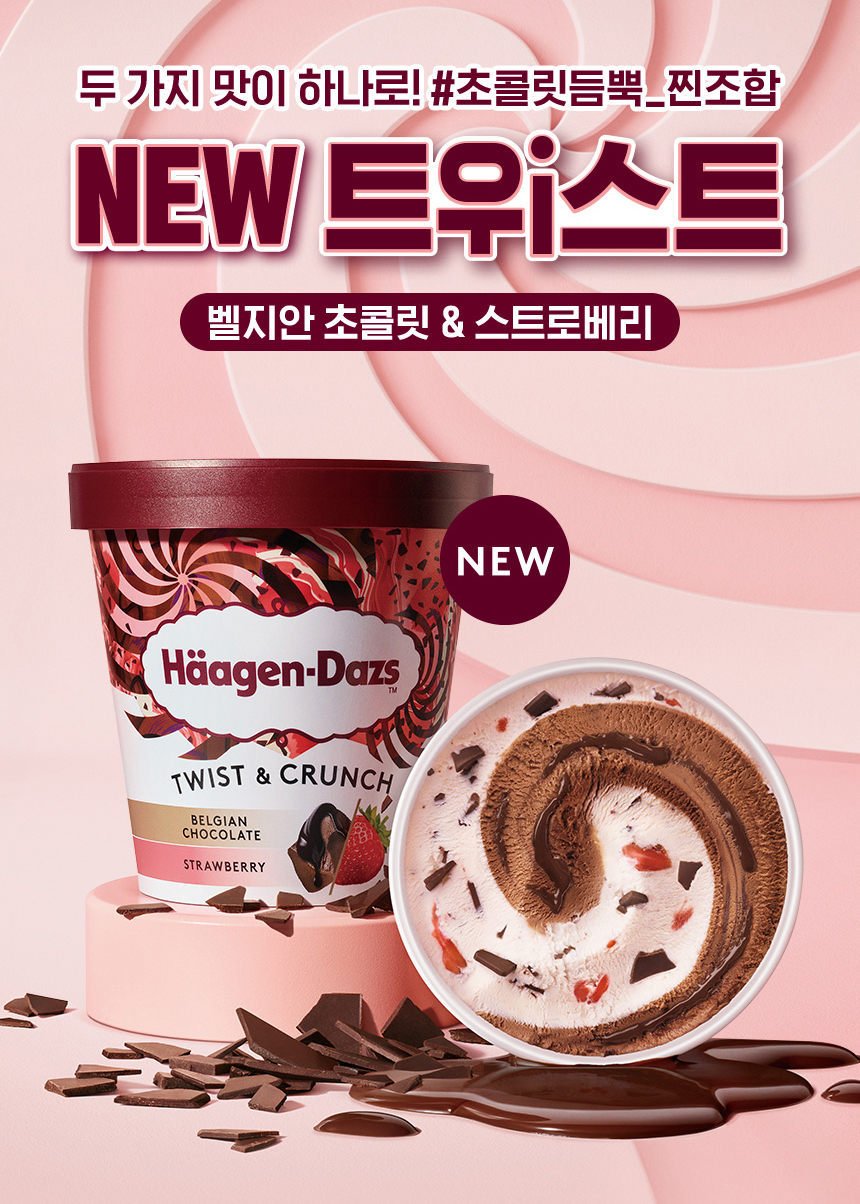 두 가지 맛이 하나로! #초콜릿듬뿍_찐조합
NEW 트위스트
벨지안 초콜릿 & 스트로베리
NEW
Häagen-Dazs
TM
TWIST & CRUNCH
BELGIAN
CHOCOLATE
STRAWBERRY